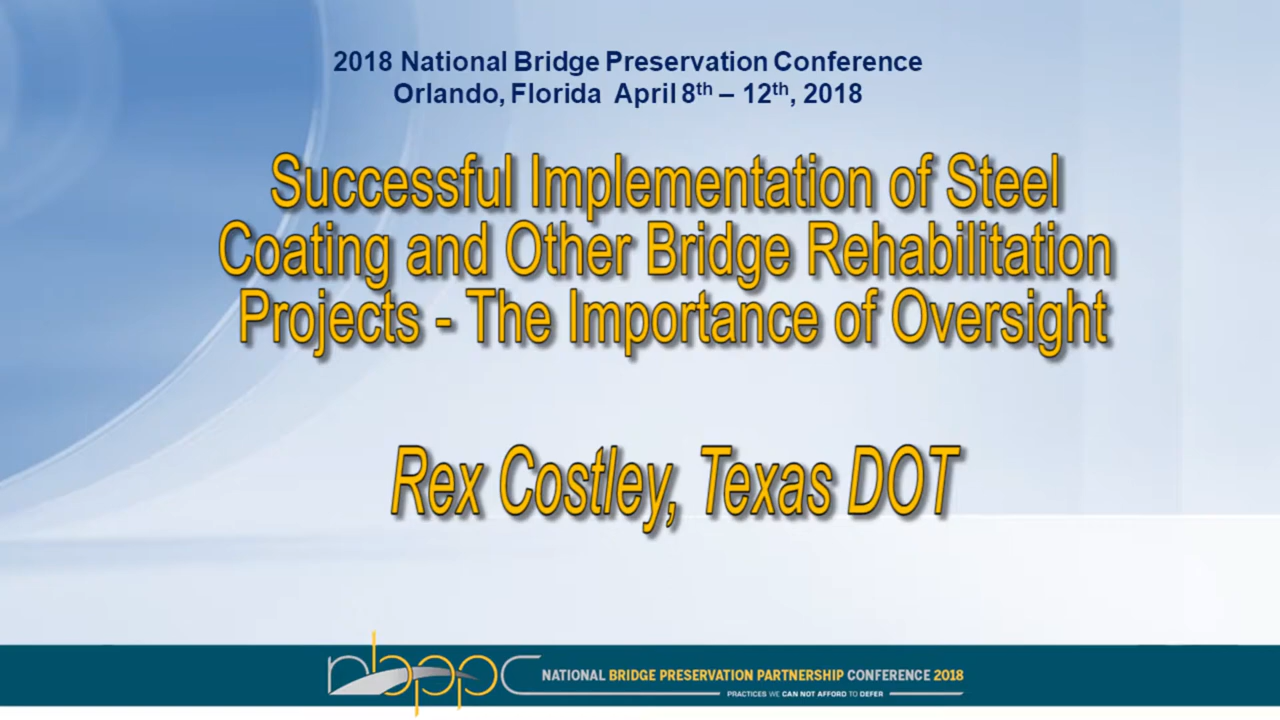 2018 National Bridge Preservation Conference
Orlando, Florida April 8th – 12th, 2018
Successful Implementation of Steel
Coating and Other Bridge Rehabilitation
Projects - The Importance of Oversight
Rex Costley, Texas DOT
nbppc
NATIONAL BRIDGE PRESERVATION PARTNERSHIP CONFERENCE 2018
PRACTICES WE CAN NOT AFFORD TO DEFER